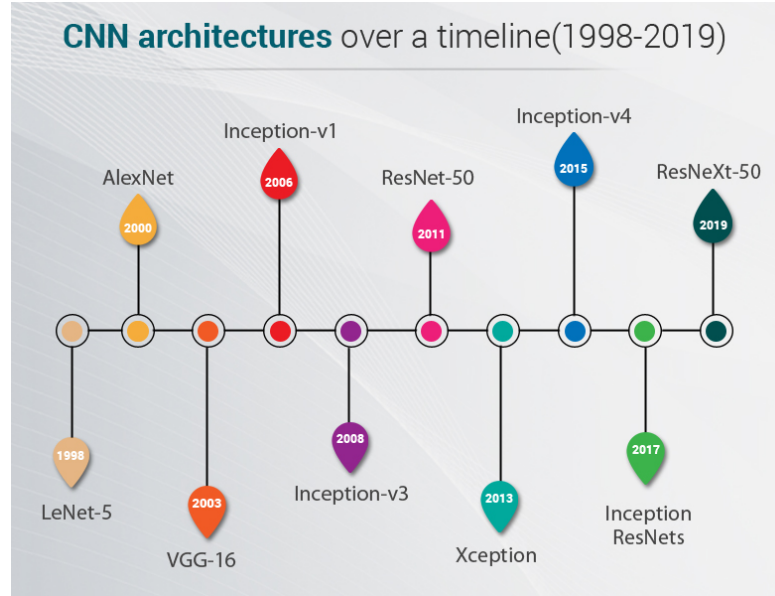 CNN architectures over a timeline(1998-2019)
Inception-v4
Inception-v1
AlexNet
ResNet-50
ResNeXt-50
2015
2006
2000
2011
2019
1998
2008
2017
2003
2013
LeNet-5
Inception-v3
Inception
ResNets
VGG-16
Xception